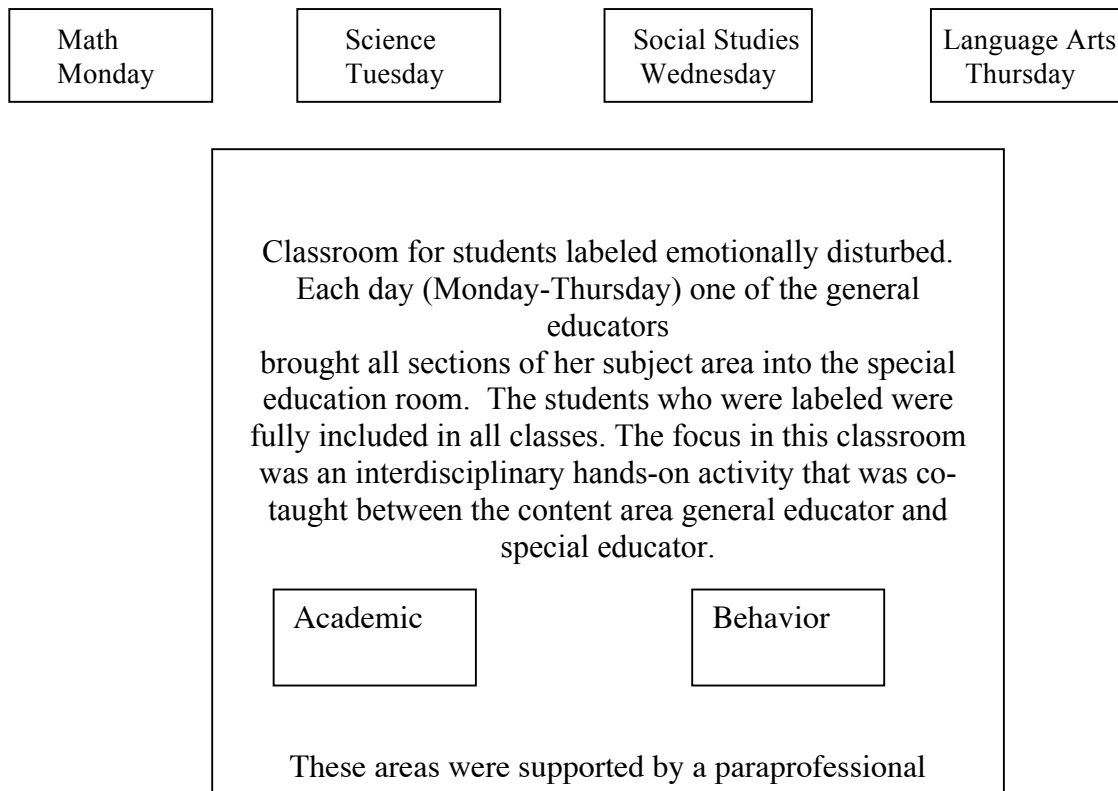 Math
Monday
Science
Tuesday
Social Studies
Wednesday
Language Arts
Thursday
Classroom for students labeled emotionally disturbed.
Each day (Monday-Thursday) one of the general
educators
brought all sections of her subject area into the special
education room.  The students who were labeled were
fully included in all classes. The focus in this classroom
was an interdisciplinary hands-on activity that was co-
taught between the content area general educator and
special educator.
Academic
Behavior
These areas were supported by a paraprofessional